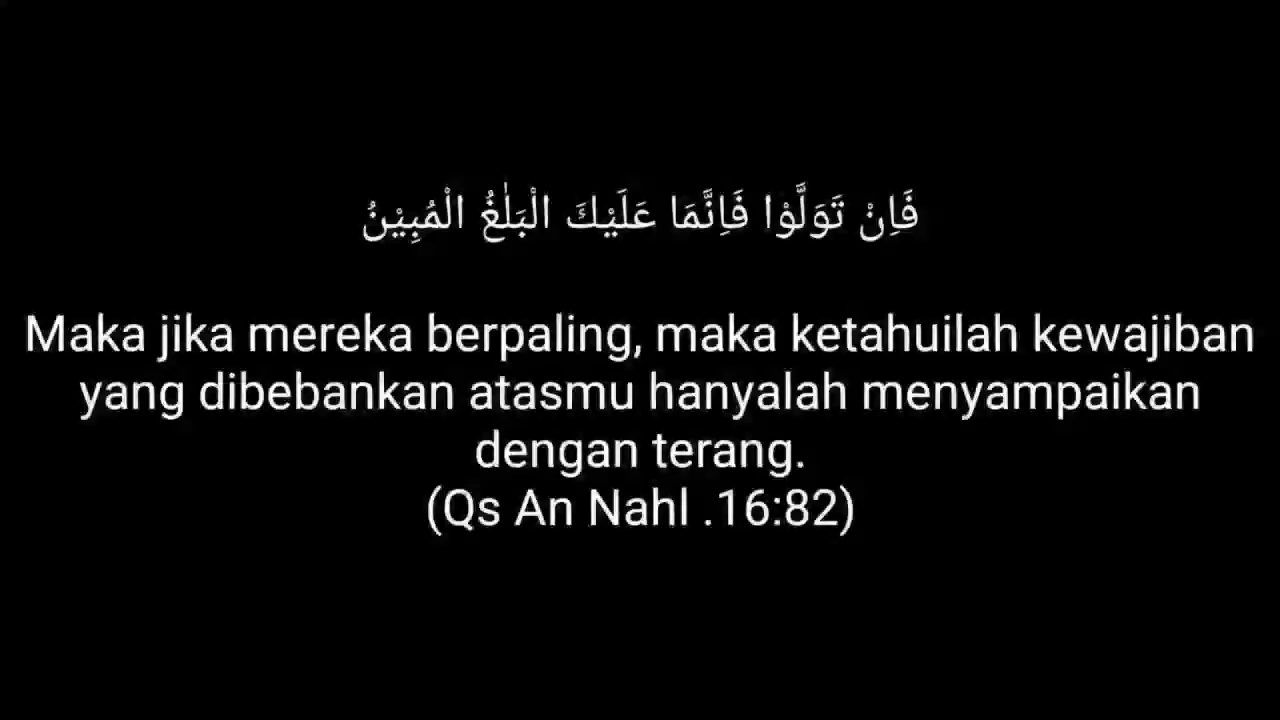 فَاِنْ تَوَلَّوْا فَاِنَّمَا عَلَيْكَ الْبَلٰغُ الْمُبِيْنُ
Maka jika mereka berpaling, maka ketahuilah kewajiban
yang dibebankan atasmu hanyalah menyampaikan
dengan terang.
(Qs An Nahl .16:82)